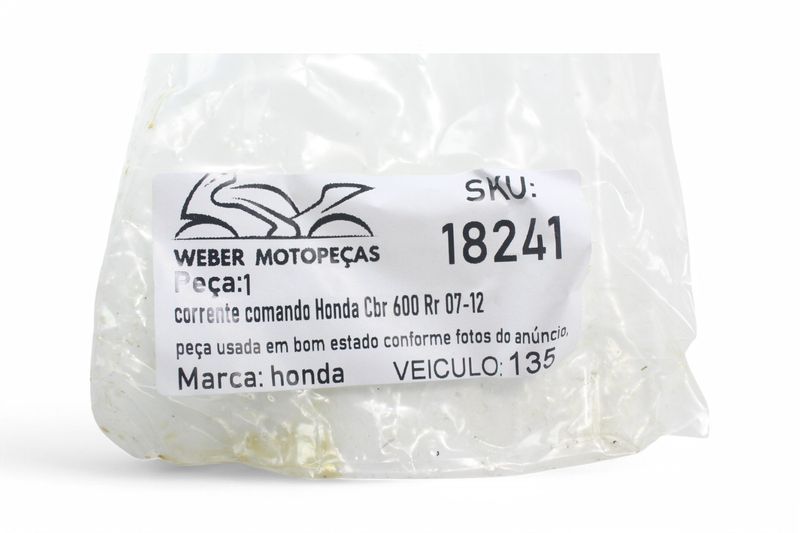 SKU:
18241
WEBER MOTOPEÇAS
Peça:1
corrente comando Honda Cbr 600 Rr 07-12
peça usada em bom estado conforme fotos do anúncio.
Marca: honda VEICULO: 135